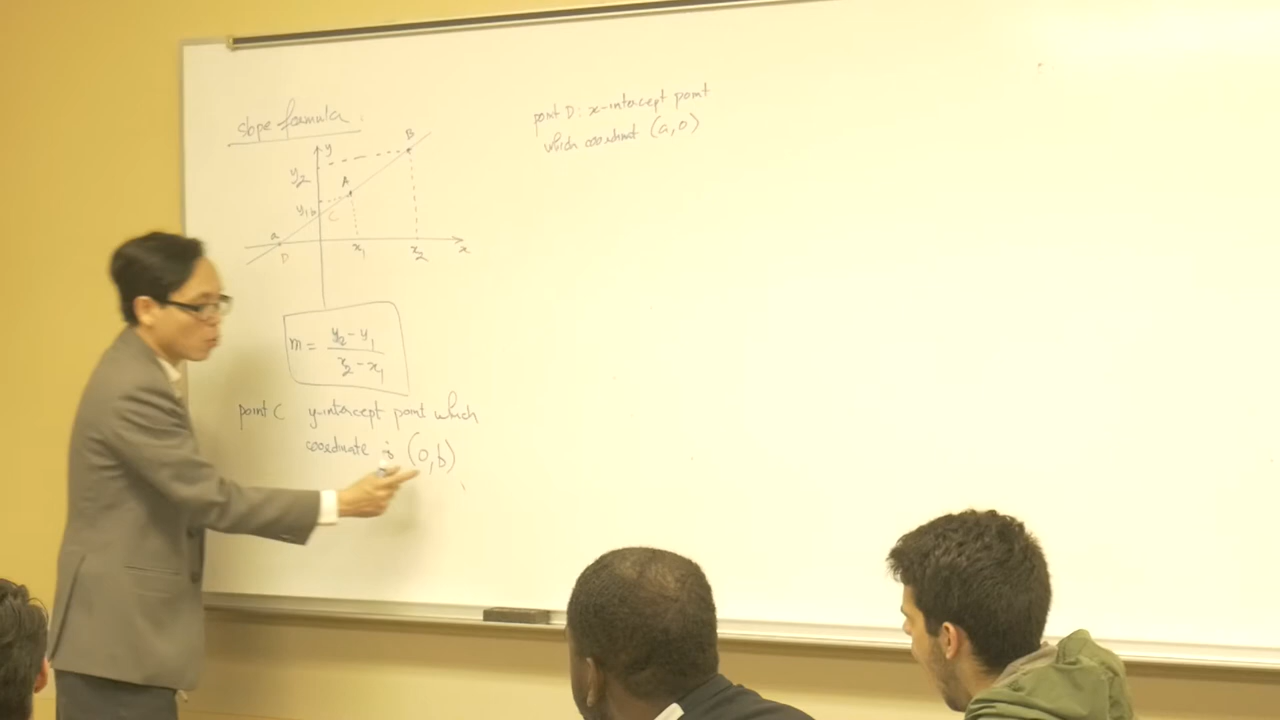 slope formula
y
B
y2
A
y1 b
C
a
D
x1
x2
x
m = y2 - y1 / x2 - x1
point C y-intercept point which
coordinate is (0,b)
point D: x-intercept point
which coordinat (a,0)